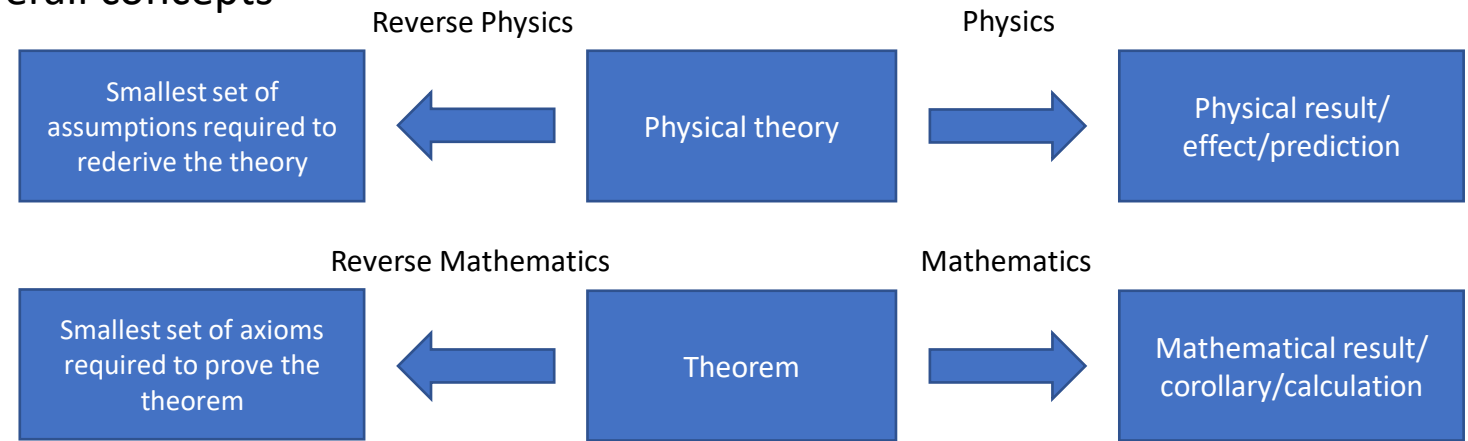 concepts
Reverse Physics
Physics
Smallest set of
assumptions required to
rederive the theory
Physical theory
Physical result/
effect/prediction
Reverse Mathematics
Mathematics
Smallest set of axioms
required to prove the
theorem
Theorem
Mathematical result/
corollary/calculation